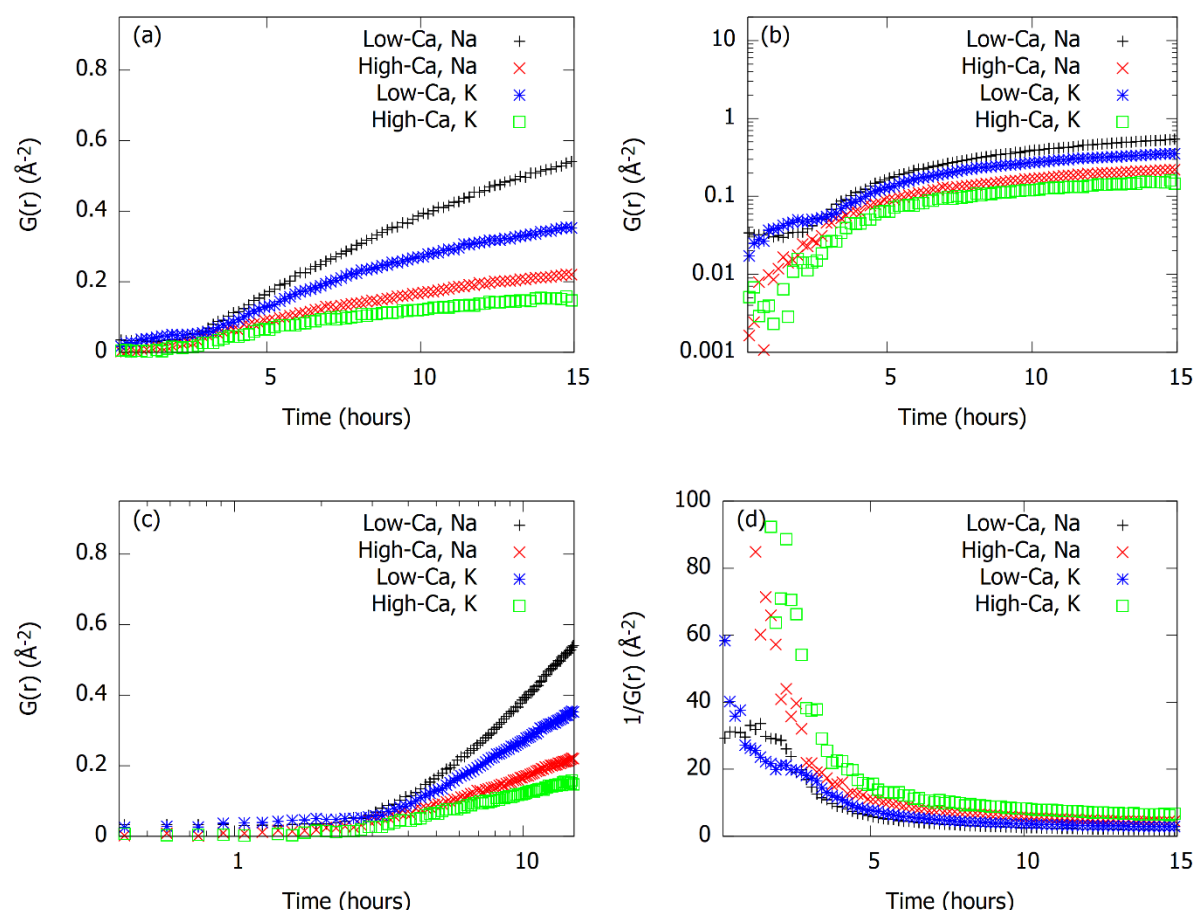 (a)
Low-Ca, Na
High-Ca, Na
Low-Ca, K
High-Ca, K
0.8
0.6
0.4
0.2
0
G(r) (Å-2)
5
10
15
Time (hours)
(b)
Low-Ca, Na
High-Ca, Na
Low-Ca, K
High-Ca, K
10
1
0.1
0.01
0.001
G(r) (Å-2)
5
10
15
Time (hours)
(c)
Low-Ca, Na
High-Ca, Na
Low-Ca, K
High-Ca, K
0.8
0.6
0.4
0.2
0
G(r) (Å-2)
1
10
Time (hours)
(d)
Low-Ca, Na
High-Ca, Na
Low-Ca, K
High-Ca, K
100
80
60
40
20
0
1/G(r) (Å-2)
5
10
15
Time (hours)